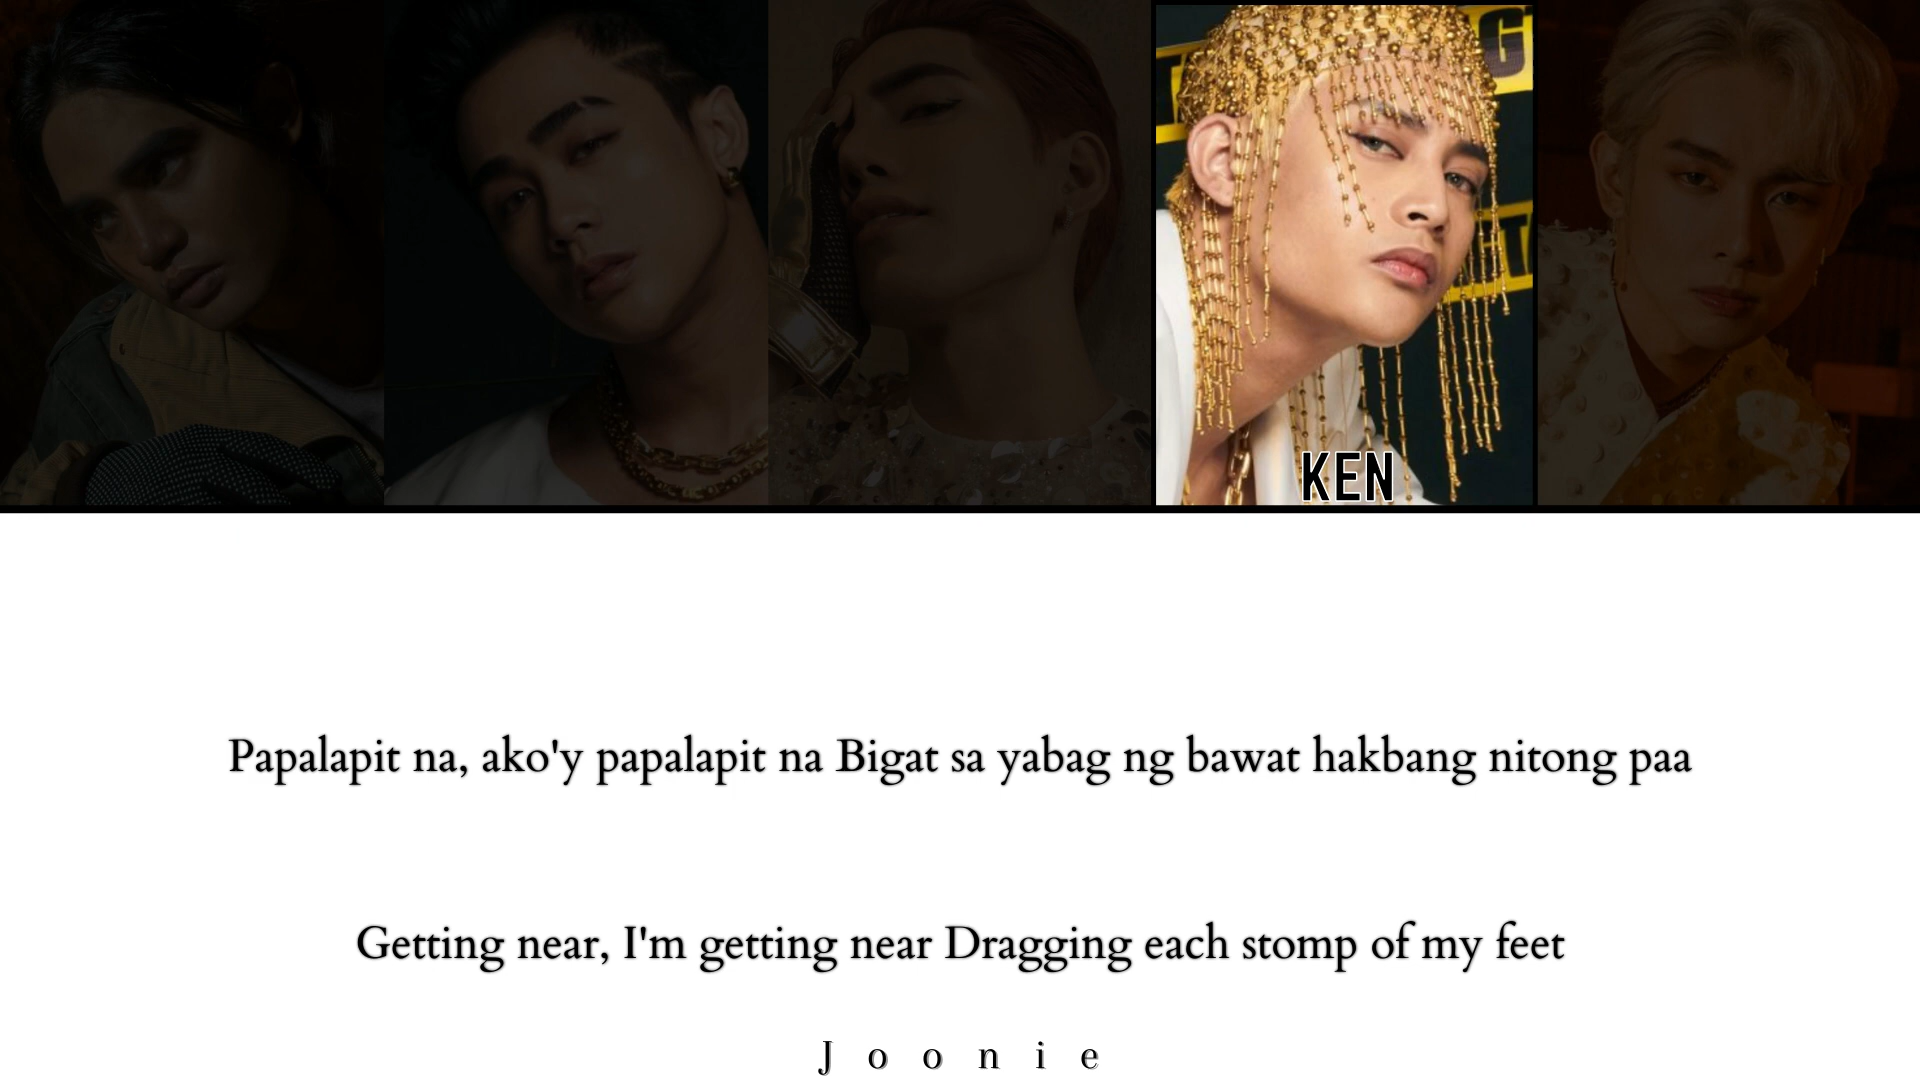 KEN
Papalapit na, ako'y papalapit na Bigat sa yabag ng bawat hakbang nitong paa
Getting near, I'm getting near Dragging each stomp of my feet
Joonie